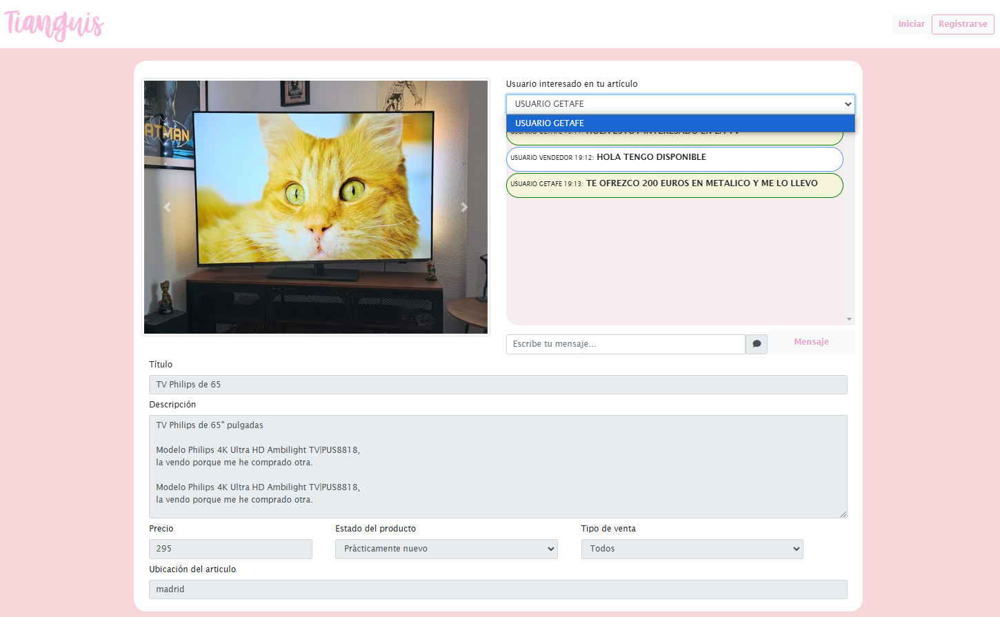 Tianguis
Iniciar
Registrarse
ATMAN
Usuario interesado en tu artículo
USUARIO GETAFE
USUARIO GETAFE
USUARIO VENDEDOR 19:12: HOLA TENGO DISPONIBLE
USUARIO GETAFE 19:13: TE OFREZCO 200 EUROS EN METALICO Y ME LO LLEVO
Escribe tu mensaje...
Mensaje
Título
TV Philips de 65
Descripción
TV Philips de 65" pulgadas
Modelo Philips 4K Ultra HD Ambilight TV|PUS8818,
la vendo porque me he comprado otra.
Modelo Philips 4K Ultra HD Ambilight TV|PUS8818,
la vendo porque me he comprado otra.
Precio
Estado del producto
Tipo de venta
295
Prácticamente nuevo
Todos
Ubicación del articulo
madrid